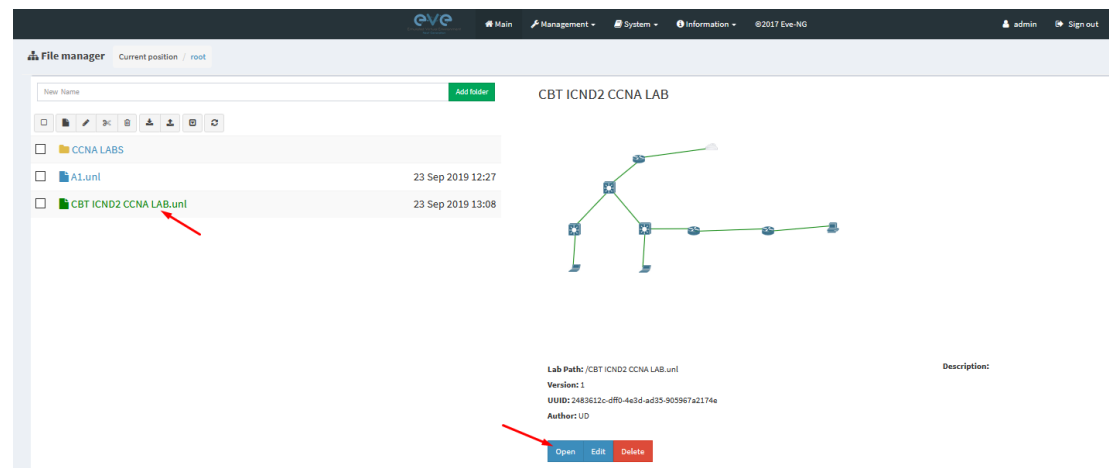 eve
Main
Management
System
Information
©2017 Eve-NG
admin
Sign out
File manager
Current position / root
New Name
Add folder
CCNA LABS
A1.unl
23 Sep 2019 12:27
CBT ICND2 CCNA LAB.unl
23 Sep 2019 13:08
CBT ICND2 CCNA LAB
Lab Path: /CBT ICND2 CCNA LAB.unl
Version: 1
UUID: 2483612c-dff0-4e3d-ad35-905967a2174e
Author: UD
Description:
Open
Edit
Delete